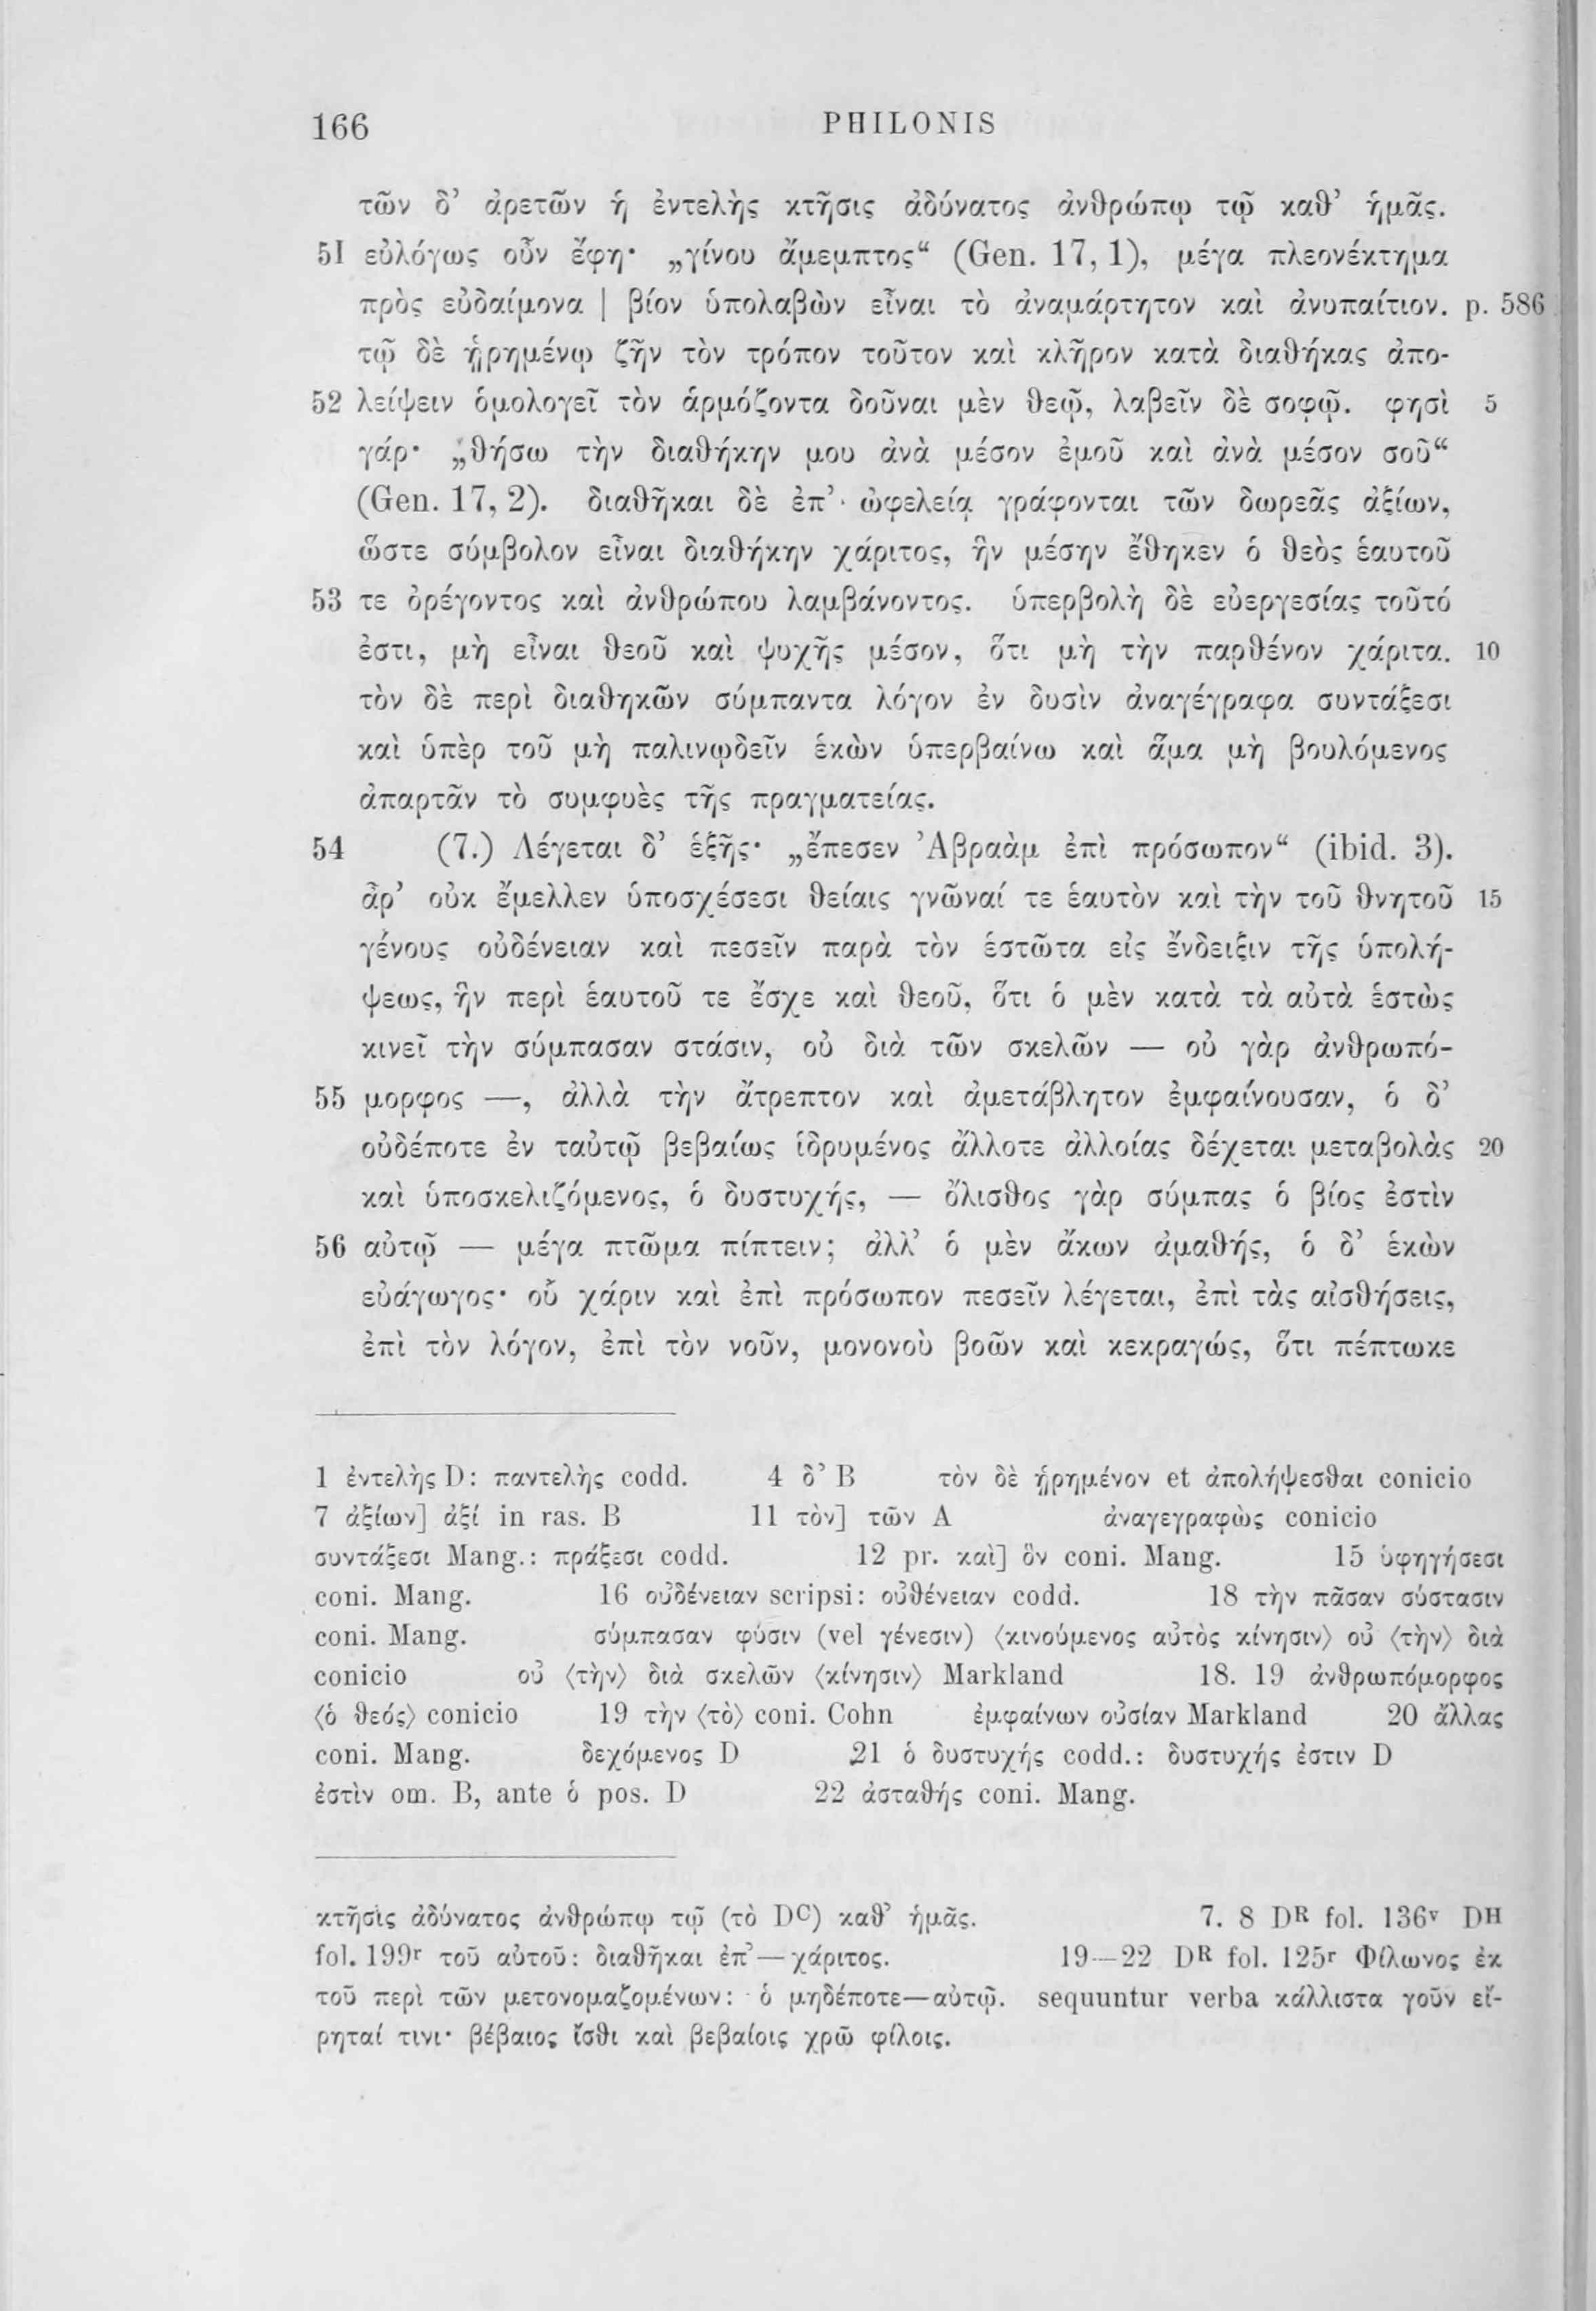 166 PHILONIS
τῶν δ’ ἀρετῶν ἡ ἐντελὴς κτῆσις ἀδύνατος ἀνθρώπῳ τῷ καθ’ ἡμᾶς.
51 εὐλόγως οὖν ἔφη· „γίνου ἄμεμπτος“ (Gen. 17, 1), μέγα πλεονέκτημα
πρὸς εὐδαίμονα | βίον ὑπολαβὼν εἶναι τὸ ἀναμάρτητον καὶ ἀνυπαίτιον. p. 586
τῷ δὲ ᾑρημένῳ ζῆν τὸν τρόπον τοῦτον καὶ κλῆρον κατὰ διαθήκας ἀπο-
52 λείψειν ὁμολογεῖ τὸν ἁρμόζοντα δοῦναι μὲν θεῷ, λαβεῖν δὲ σοφῷ. φησὶ 5
γάρ· „θήσω τὴν διαθήκην μου ἀνὰ μέσον ἐμοῦ καὶ ἀνὰ μέσον σοῦ“
(Gen. 17, 2). διαθῆκαι δὲ ἐπ’ ὠφελείᾳ γράφονται τῶν δωρεᾶς ἀξίων,
ὥστε σύμβολον εἶναι διαθήκην χάριτος, ἣν μέσην ἔθηκεν ὁ θεὸς ἑαυτοῦ
53 τε ὀρέγοντος καὶ ἀνθρώπου λαμβάνοντος. ὑπερβολὴ δὲ εὐεργεσίας τοῦτό
ἐστι, μὴ εἶναι θεοῦ καὶ ψυχῆς μέσον, ὅτι μὴ τὴν παρθένον χάριτα. 10
τὸν δὲ περὶ διαθηκῶν σύμπαντα λόγον ἐν δυσὶν ἀναγέγραφα συντάξεσι
καὶ ὑπὲρ τοῦ μὴ παλινῳδεῖν ἑκὼν ὑπερβαίνω καὶ ἅμα μὴ βουλόμενος
ἀπαρτᾶν τὸ συμφυὲς τῆς πραγματείας.
54 (7.) Λέγεται δ’ ἑξῆς· „ἔπεσεν Ἀβραὰμ ἐπὶ πρόσωπον“ (ibid. 3).
ἆρ’ οὐκ ἔμελλεν ὑποσχέσεσι θείαις γνῶναί τε ἑαυτὸν καὶ τὴν τοῦ θνητοῦ 15
γένους οὐδένειαν καὶ πεσεῖν παρὰ τὸν ἑστῶτα εἰς ἔνδειξιν τῆς ὑπολή-
ψεως, ἣν περὶ ἑαυτοῦ τε ἔσχε καὶ θεοῦ, ὅτι ὁ μὲν κατὰ τὰ αὐτὰ ἑστὼς
κινεῖ τὴν σύμπασαν στάσιν, οὐ διὰ τῶν σκελῶν — οὐ γὰρ ἀνθρωπό-
55 μορφος —, ἀλλὰ τὴν ἄτρεπτον καὶ ἀμετάβλητον ἐμφαίνουσαν, ὁ δ’
οὐδέποτε ἐν ταὐτῷ βεβαίως ἱδρυμένος ἄλλοτε ἀλλοίας δέχεται μεταβολὰς 20
καὶ ὑποσκελιζόμενος, ὁ δυστυχής, — ὄλισθος γὰρ σύμπας ὁ βίος ἐστὶν
56 αὐτῷ — μέγα πτῶμα πίπτειν; ἀλλ’ ὁ μὲν ἄκων ἀμαθής, ὁ δ’ ἑκὼν
εὐάγωγος· οὗ χάριν καὶ ἐπὶ πρόσωπον πεσεῖν λέγεται, ἐπὶ τὰς αἰσθήσεις,
ἐπὶ τὸν λόγον, ἐπὶ τὸν νοῦν, μονονοὺ βοῶν καὶ κεκραγώς, ὅτι πέπτωκε
1 ἐντελὴς D: παντελὴς codd. 4 δ’ B τὸν δὲ ᾑρημένον et ἀπολήψεσθαι conicio
7 ἀξίων] ἀξί in ras. B 11 τὸν] τῶν A ἀναγεγραφὼς conicio
συντάξεσι Mang.: πράξεσι codd. 12 pr. καὶ] ὃν coni. Mang. 15 ὑφηγήσεσι
coni. Mang. 16 οὐδένειαν scripsi: οὐθένειαν codd. 18 τὴν πᾶσαν σύστασιν
coni. Mang. σύμπασαν φύσιν (vel γένεσιν) ⟨κινούμενος αὐτὸς κίνησιν⟩ οὐ ⟨τὴν⟩ διὰ
conicio οὐ ⟨τὴν⟩ διὰ σκελῶν ⟨κίνησιν⟩ Markland 18. 19 ἀνθρωπόμορφος
⟨ὁ θεός⟩ conicio 19 τὴν ⟨τὸ⟩ coni. Cohn ἐμφαίνων οὐσίαν Markland 20 ἄλλας
coni. Mang. δεχόμενος D 21 ὁ δυστυχής codd.: δυστυχής ἐστιν D
ἐστὶν om. B, ante ὁ pos. D 22 ἀσταθής coni. Mang.
κτῆσις ἀδύνατος ἀνθρώπῳ τῷ (τὸ Dᶜ) καθ’ ἡμᾶς. 7. 8 Dᴿ fol. 136ᵛ Dᴴ
fol. 199ʳ τοῦ αὐτοῦ: διαθῆκαι ἐπ’ — χάριτος. 19—22 Dᴿ fol. 125ʳ Φίλωνος ἐκ
τοῦ περὶ τῶν μετονομαζομένων: ὁ μηδέποτε—αὐτῷ. sequuntur verba κάλλιστα γοῦν εἴ-
ρηταί τινι· βέβαιος ἴσθι καὶ βεβαίοις χρῶ φίλοις.